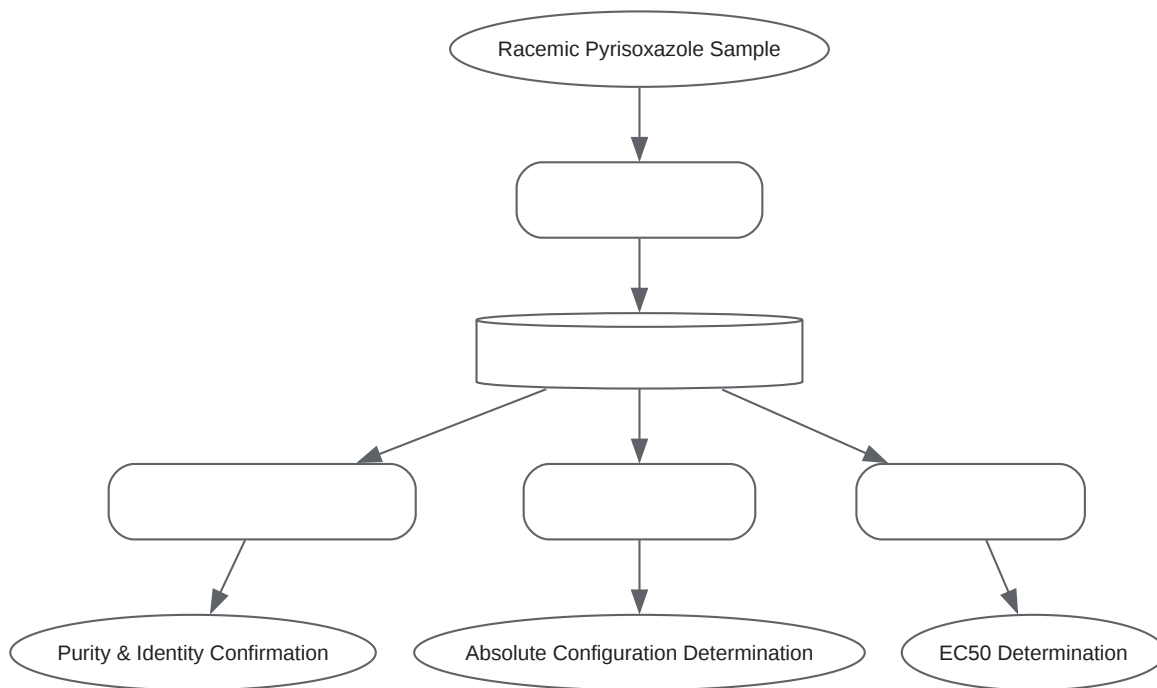 Racemic Pyrisoxazole Sample
Purity & Identity Confirmation
Absolute Configuration Determination
EC50 Determination